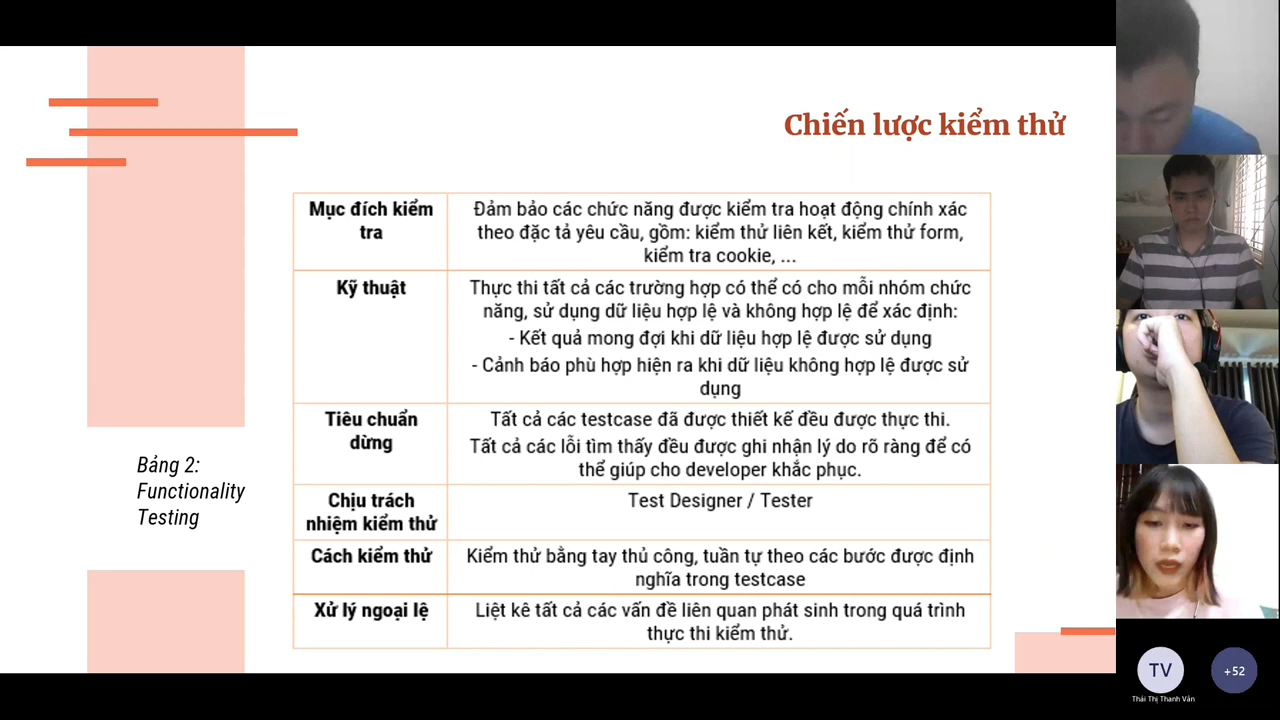 Chiến lược kiểm thử
Mục đích kiểm
tra
Đảm bảo các chức năng được kiểm tra hoạt động chính xác
theo đặc tả yêu cầu, gồm: kiểm thử liên kết, kiểm thử form,
kiểm tra cookie, ...
Kỹ thuật
Thực thi tất cả các trường hợp có thể có cho mỗi nhóm chức
năng, sử dụng dữ liệu hợp lệ và không hợp lệ để xác định:
- Kết quả mong đợi khi dữ liệu hợp lệ được sử dụng
- Cảnh báo phù hợp hiện ra khi dữ liệu không hợp lệ được sử
dụng
Tiêu chuẩn
dừng
Tất cả các testcase đã được thiết kế đều được thực thi.
Tất cả các lỗi tìm thấy đều được ghi nhận lý do rõ ràng để có
thể giúp cho developer khắc phục.
Chịu trách
nhiệm kiểm thử
Test Designer / Tester
Cách kiểm thử
Kiểm thử bằng tay thủ công, tuần tự theo các bước được định
nghĩa trong testcase
Xử lý ngoại lệ
Liệt kê tất cả các vấn đề liên quan phát sinh trong quá trình
thực thi kiểm thử.
Bảng 2:
Functionality
Testing
TV
+52
Thái Thị Thanh Vân